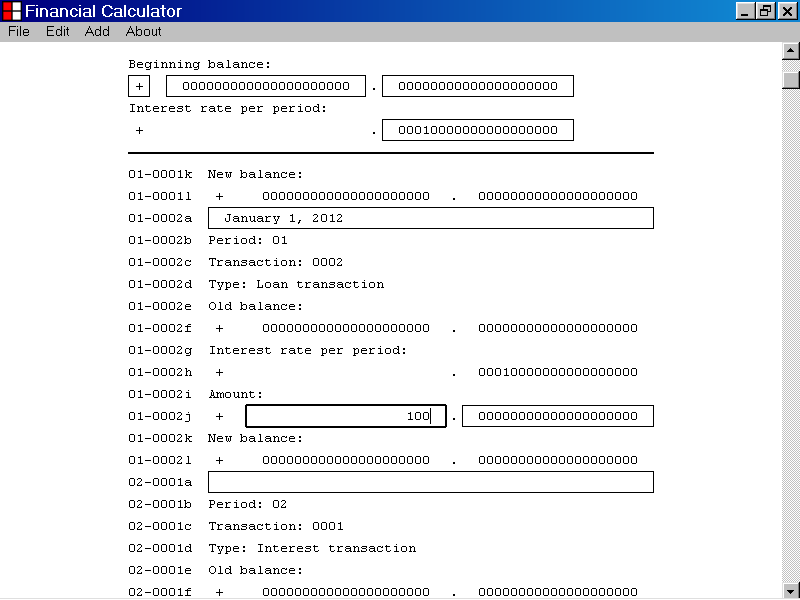 Financial Calculator
File Edit Add About
Beginning balance:
+ 000000000000000000000 . 00000000000000000000
Interest rate per period:
+ . 00010000000000000000
01-0001k New balance:
01-0001l + 000000000000000000000 . 00000000000000000000
01-0002a January 1, 2012
01-0002b Period: 01
01-0002c Transaction: 0002
01-0002d Type: Loan transaction
01-0002e Old balance:
01-0002f + 000000000000000000000 . 00000000000000000000
01-0002g Interest rate per period:
01-0002h + . 00010000000000000000
01-0002i Amount:
01-0002j + 100 . 00000000000000000000
01-0002k New balance:
01-0002l + 000000000000000000000 . 00000000000000000000
02-0001a
02-0001b Period: 02
02-0001c Transaction: 0001
02-0001d Type: Interest transaction
02-0001e Old balance:
02-0001f + 000000000000000000000 . 00000000000000000000